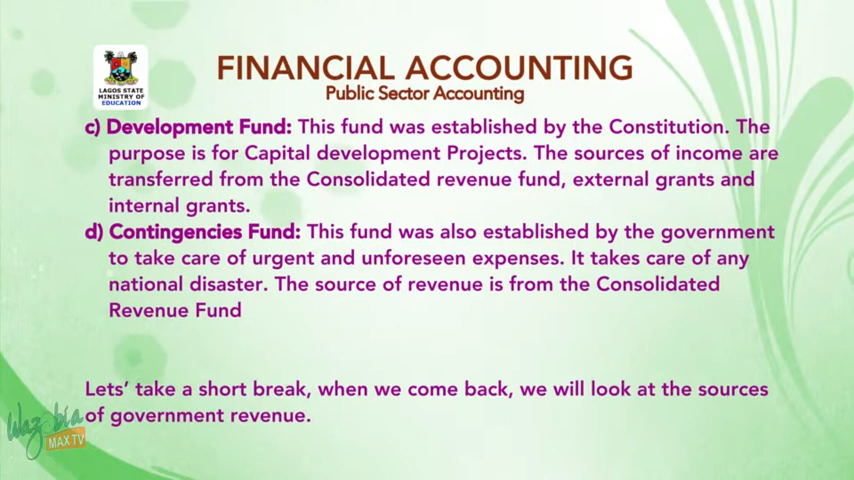 LAGOS STATE
MINISTRY OF
EDUCATION
FINANCIAL ACCOUNTING
Public Sector Accounting
c) Development Fund: This fund was established by the Constitution. The
purpose is for Capital development Projects. The sources of income are
transferred from the Consolidated revenue fund, external grants and
internal grants.
d) Contingencies Fund: This fund was also established by the government
to take care of urgent and unforeseen expenses. It takes care of any
national disaster. The source of revenue is from the Consolidated
Revenue Fund
Lets' take a short break, when we come back, we will look at the sources
of government revenue.
Wazobia
MAX TV